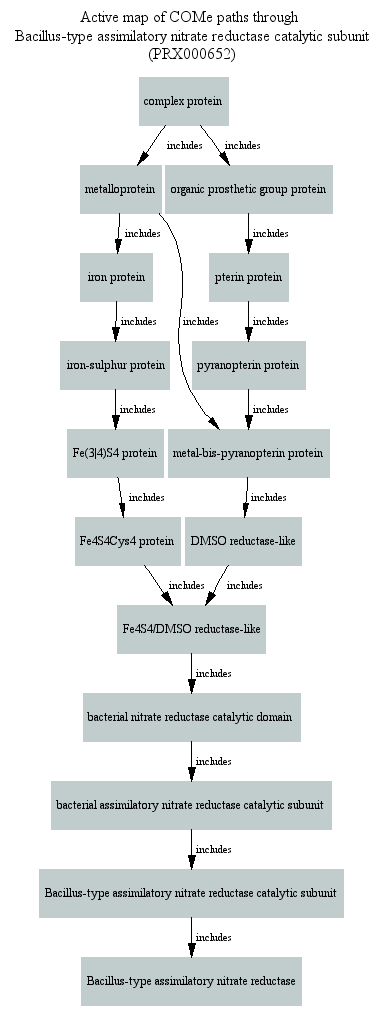 Active map of COMe paths through
Bacillus-type assimilatory nitrate reductase catalytic subunit
(PRX000652)
complex protein
includes
includes
metalloprotein
organic prosthetic group protein
includes
includes
iron protein
pterin protein
includes
includes
includes
iron-sulphur protein
pyranopterin protein
includes
includes
Fe(3|4)S4 protein
metal-bis-pyranopterin protein
includes
includes
Fe4S4Cys4 protein
DMSO reductase-like
includes
includes
Fe4S4/DMSO reductase-like
includes
bacterial nitrate reductase catalytic domain
includes
bacterial assimilatory nitrate reductase catalytic subunit
includes
Bacillus-type assimilatory nitrate reductase catalytic subunit
includes
Bacillus-type assimilatory nitrate reductase